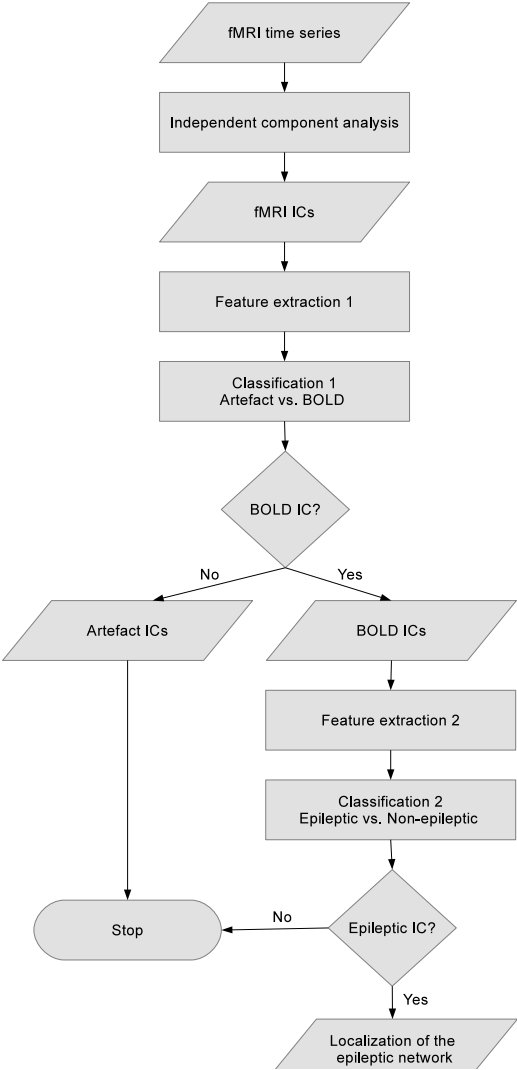 fMRI time series
Independent component analysis
fMRI ICs
Feature extraction 1
Classification 1
Artefact vs. BOLD
BOLD IC?
No
Yes
Artefact ICs
BOLD ICs
Feature extraction 2
Classification 2
Epileptic vs. Non-epileptic
Epileptic IC?
No
Stop
Yes
Localization of the
epileptic network